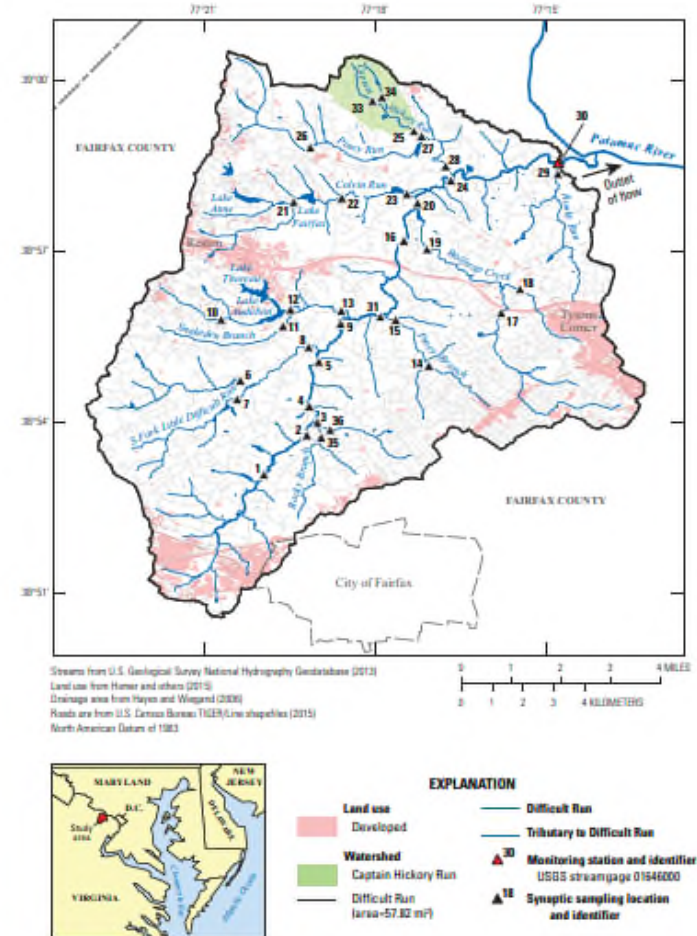 77°21'
77°18'
77°15'
39°00'
38°57'
38°54'
38°51'
FAIRFAX COUNTY
Captain
Hickory Run
34
33
25
27
26
Piney Run
28
30
Potomac River
29
Outlet
of flow
24
Colvin Run
23
20
22
21
Lake
Anne
Lake
Fairfax
16
19
Reston
Lake
Thoreau
Lake
Audubon
18
17
Tysons
Corner
10
12
11
13
9
31
15
Snakeden Branch
8
5
14
6
7
S.Fork Little Difficult Run
4
3
36
2
35
1
Rocky Branch
FAIRFAX COUNTY
City of Fairfax
Streams from U.S. Geological Survey National Hydrography Geodatabase (2013)
Land use from Homer and others (2015)
Drainage area from Hayes and Wiegand (2006)
Roads are from U.S. Census Bureau TIGER/Line shapefiles (2015)
North American Datum of 1983
0 1 2 3 4 MILES
0 1 2 3 4 KILOMETERS
MARYLAND
NEW
JERSEY
D.C.
DELAWARE
Study
area
VIRGINIA
Chesapeake Bay
Atlantic Ocean
EXPLANATION
Land use
Developed
Watershed
Captain Hickory Run
Difficult Run
(area=57.82 mi²)
Difficult Run
Tributary to Difficult Run
30 Monitoring station and identifier
USGS streamgage 01646000
18 Synoptic sampling location
and identifier